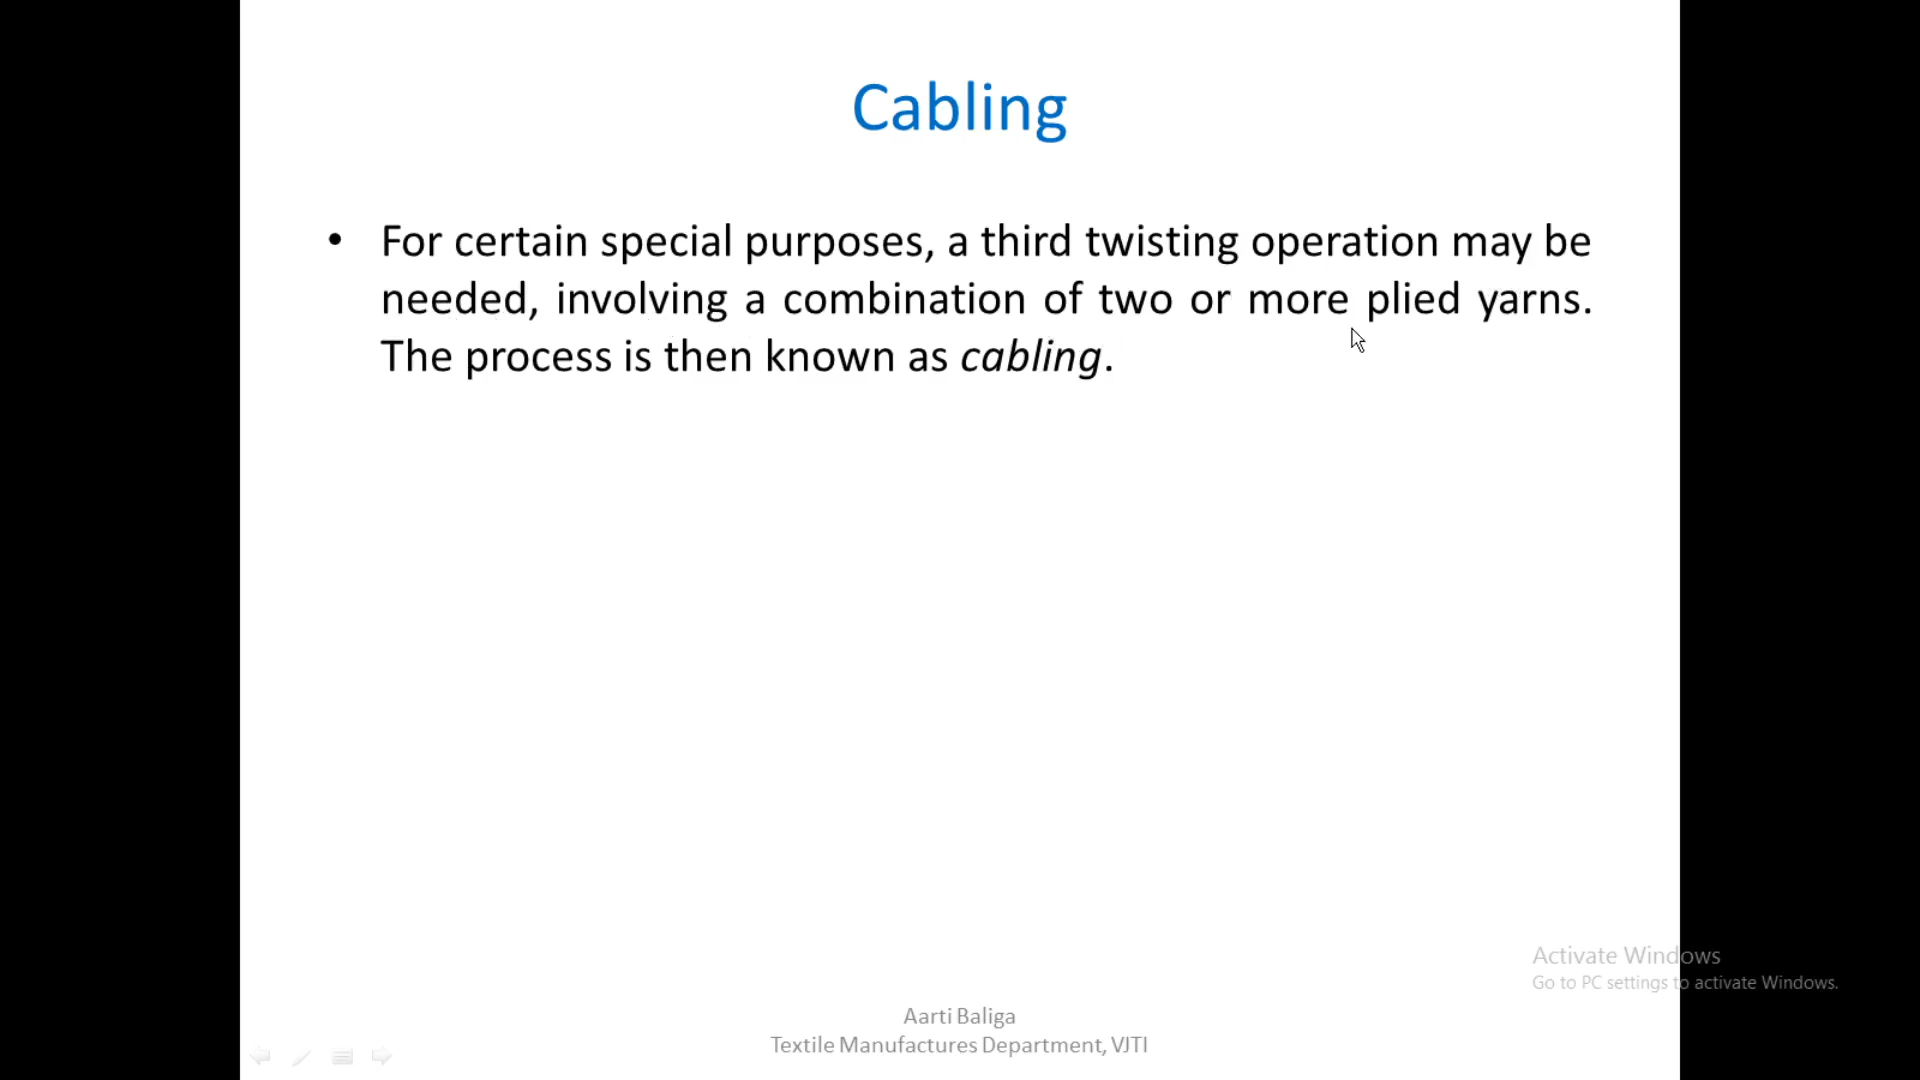 Cabling
• For certain special purposes, a third twisting operation may be
needed, involving a combination of two or more plied yarns.
The process is then known as cabling.
Activate Windows
Go to PC settings to activate Windows.
Aarti Baliga
Textile Manufactures Department, VJTI